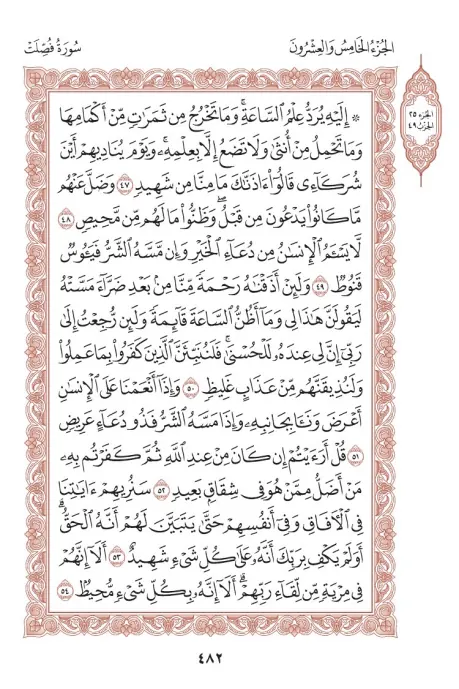 الجُزْءُ الخَامِسُ وَالعِشْرُونَ
سُورَةُ فُصِّلَتْ
الجزء ٢٥
الحزب ٤٩
۞ إِلَيْهِ يُرَدُّ عِلْمُ ٱلسَّاعَةِۚ وَمَا تَخْرُجُ مِن ثَمَرَٰتٍ مِّنْ أَكْمَامِهَا
وَمَا تَحْمِلُ مِنْ أُنثَىٰ وَلَا تَضَعُ إِلَّا بِعِلْمِهِۦۚ وَيَوْمَ يُنَادِيهِمْ أَيْنَ
شُرَكَآءِى قَالُوٓا۟ ءَاذَنَّٰكَ مَا مِنَّا مِن شَهِيدٍ ٤٧ وَضَلَّ عَنْهُم
مَّا كَانُوا۟ يَدْعُونَ مِن قَبْلُۖ وَظَنُّوا۟ مَا لَهُم مِّن مَّحِيصٍ ٤٨
لَّا يَسْـَٔمُ ٱلْإِنسَٰنُ مِن دُعَآءِ ٱلْخَيْرِ وَإِن مَّسَّهُ ٱلشَّرُّ فَيَـُٔوسٌ
قَنُوطٌ ٤٩ وَلَئِنْ أَذَقْنَٰهُ رَحْمَةً مِّنَّا مِنۢ بَعْدِ ضَرَّآءَ مَسَّتْهُ
لَيَقُولَنَّ هَٰذَا لِى وَمَآ أَظُنُّ ٱلسَّاعَةَ قَآئِمَةً وَلَئِن رُّجِعْتُ إِلَىٰ
رَبِّىٓ إِنَّ لِى عِندَهُۥ لَلْحُسْنَىٰۚ فَلَنُنَبِّئَنَّ ٱلَّذِينَ كَفَرُوا۟ بِمَا عَمِلُوا۟
وَلَنُذِيقَنَّهُم مِّنْ عَذَابٍ غَلِيظٍ ٥٠ وَإِذَآ أَنْعَمْنَا عَلَى ٱلْإِنسَٰنِ
أَعْرَضَ وَنَـَٔا بِجَانِبِهِۦ وَإِذَا مَسَّهُ ٱلشَّرُّ فَذُو دُعَآءٍ عَرِيضٍ
٥١ قُلْ أَرَءَيْتُمْ إِن كَانَ مِنْ عِندِ ٱللَّهِ ثُمَّ كَفَرْتُم بِهِۦ
مَنْ أَضَلُّ مِمَّنْ هُوَ فِى شِقَاقٍۭ بَعِيدٍ ٥٢ سَنُرِيهِمْ ءَايَٰتِنَا
فِى ٱلْـَٔافَاقِ وَفِىٓ أَنفُسِهِمْ حَتَّىٰ يَتَبَيَّنَ لَهُمْ أَنَّهُ ٱلْحَقُّۗ
أَوَلَمْ يَكْفِ بِرَبِّكَ أَنَّهُۥ عَلَىٰ كُلِّ شَىْءٍ شَهِيدٌ ٥٣ أَلَآ إِنَّهُمْ
فِى مِرْيَةٍ مِّن لِّقَآءِ رَبِّهِمْۗ أَلَآ إِنَّهُۥ بِكُلِّ شَىْءٍ مُّحِيطٌۢ ٥٤
٤٨٢